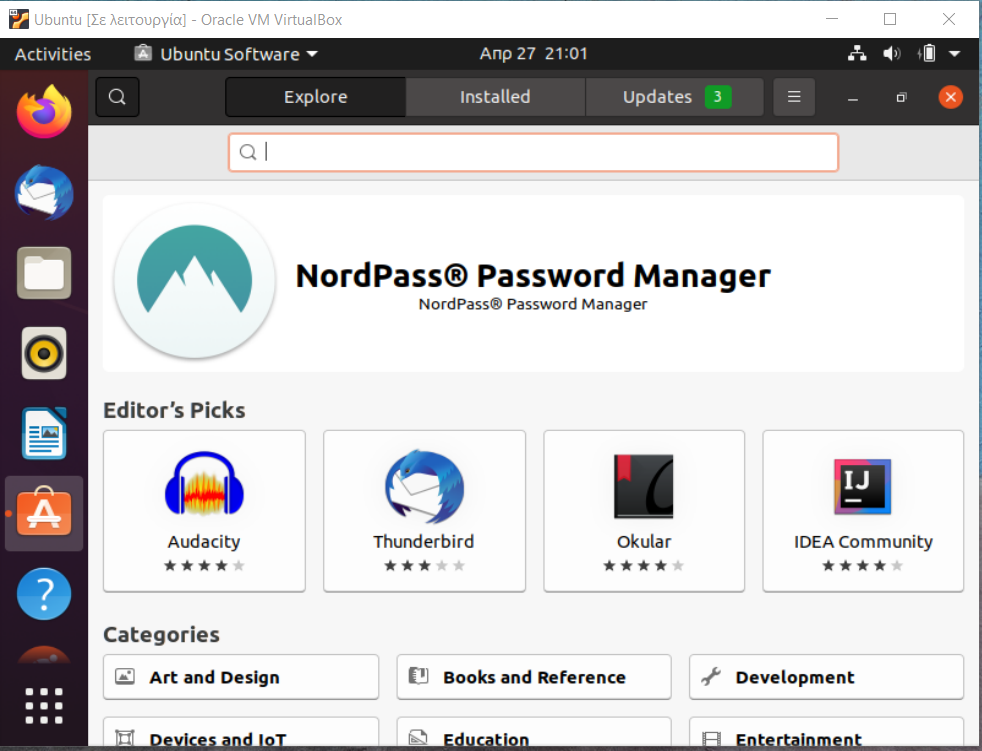 Ubuntu [Σε λειτουργία] - Oracle VM VirtualBox
Activities
Ubuntu Software
Απρ 27 21:01
Explore
Installed
Updates 3
NordPass® Password Manager
NordPass® Password Manager
Editor’s Picks
Audacity
Thunderbird
Okular
IDEA Community
Categories
Art and Design
Books and Reference
Development
Devices and IoT
Education
Entertainment